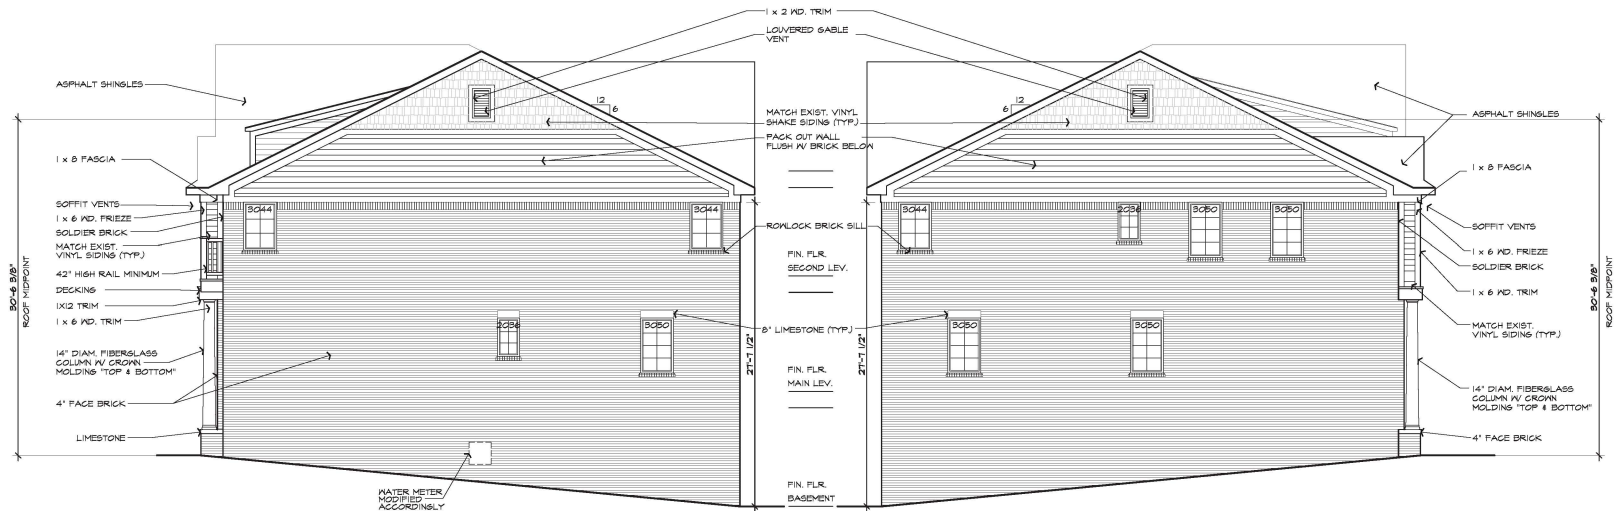 1 x 2 WD. TRIM
LOUVERED GABLE
VENT
ASPHALT SHINGLES
12
6
MATCH EXIST. VINYL
SHAKE SIDING (TYP.)
PACK OUT WALL
FLUSH W/ BRICK BELOW
12
6
ASPHALT SHINGLES
1 x 8 FASCIA
1 x 8 FASCIA
SOFFIT VENTS
1 x 6 WD. FRIEZE
SOLDIER BRICK
MATCH EXIST.
VINYL SIDING (TYP.)
42" HIGH RAIL MINIMUM
DECKING
1X12 TRIM
1 x 6 WD. TRIM
14" DIAM. FIBERGLASS
COLUMN W/ CROWN
MOLDING "TOP & BOTTOM"
4" FACE BRICK
LIMESTONE
30'-6 3/8"
ROOF MIDPOINT
3044
3044
2036
3050
WATER METER
MODIFIED
ACCORDINGLY
27'-7 1/2"
ROWLOCK BRICK SILL
FIN. FLR.
SECOND LEV.
8" LIMESTONE (TYP.)
FIN. FLR.
MAIN LEV.
FIN. FLR.
BASEMENT
27'-7 1/2"
3044
2036
3050
3050
3050
3050
SOFFIT VENTS
1 x 6 WD. FRIEZE
SOLDIER BRICK
1 x 6 WD. TRIM
MATCH EXIST.
VINYL SIDING (TYP.)
14" DIAM. FIBERGLASS
COLUMN W/ CROWN
MOLDING "TOP & BOTTOM"
4" FACE BRICK
30'-6 3/8"
ROOF MIDPOINT